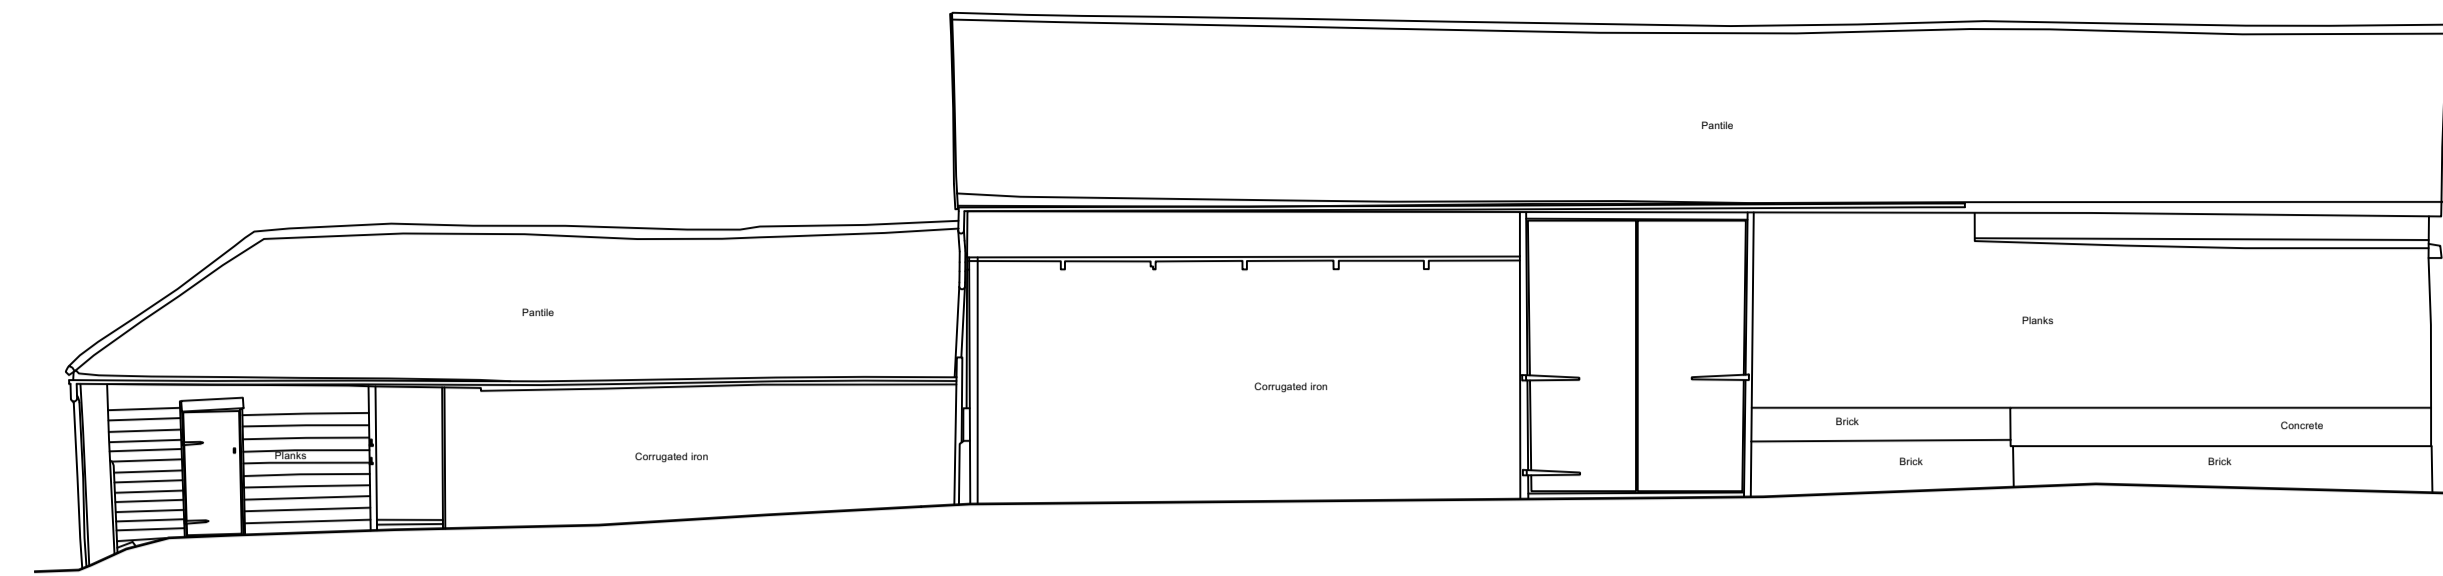 Pantile
Pantile
Planks
Corrugated iron
Brick
Concrete
Planks
Corrugated iron
Brick
Brick